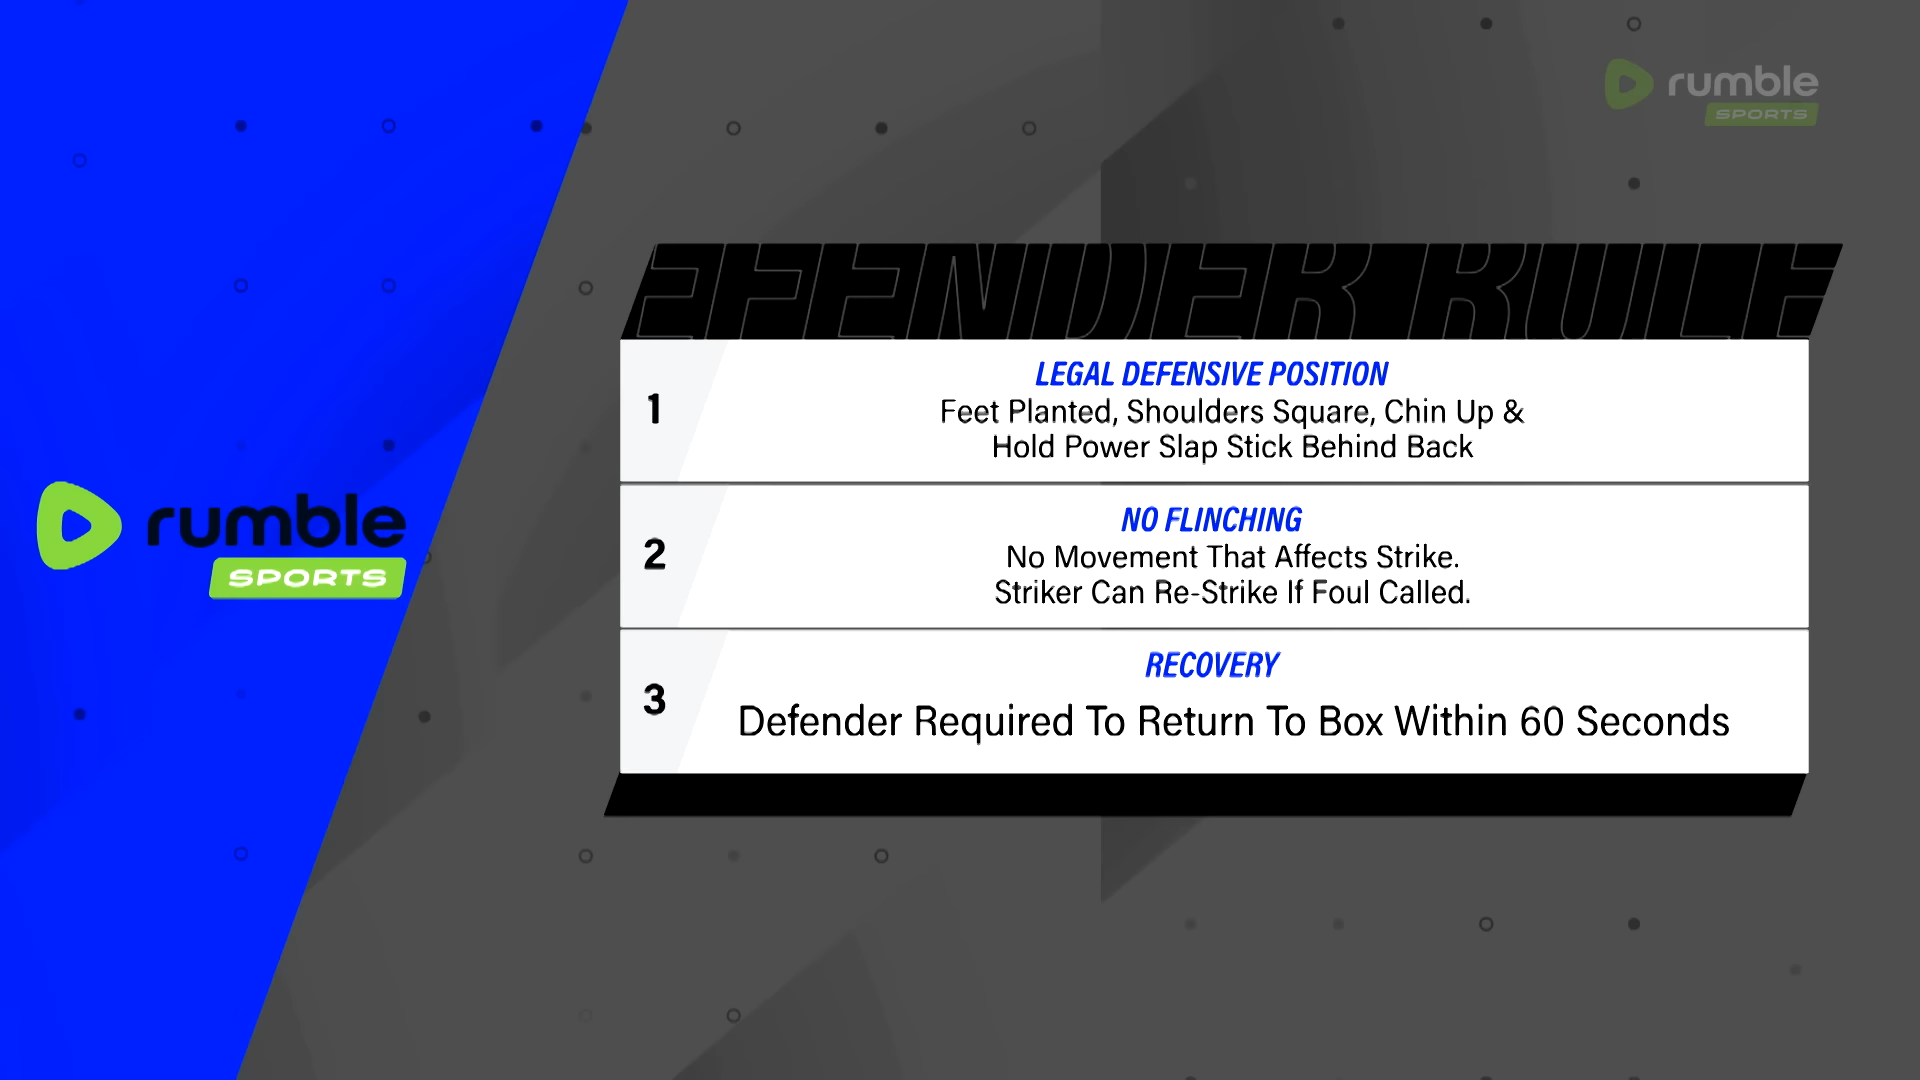 rumble
SPORTS
EFENDER RULE
1
LEGAL DEFENSIVE POSITION
Feet Planted, Shoulders Square, Chin Up &
Hold Power Slap Stick Behind Back
2
NO FLINCHING
No Movement That Affects Strike.
Striker Can Re-Strike If Foul Called.
3
RECOVERY
Defender Required To Return To Box Within 60 Seconds
rumble
SPORTS